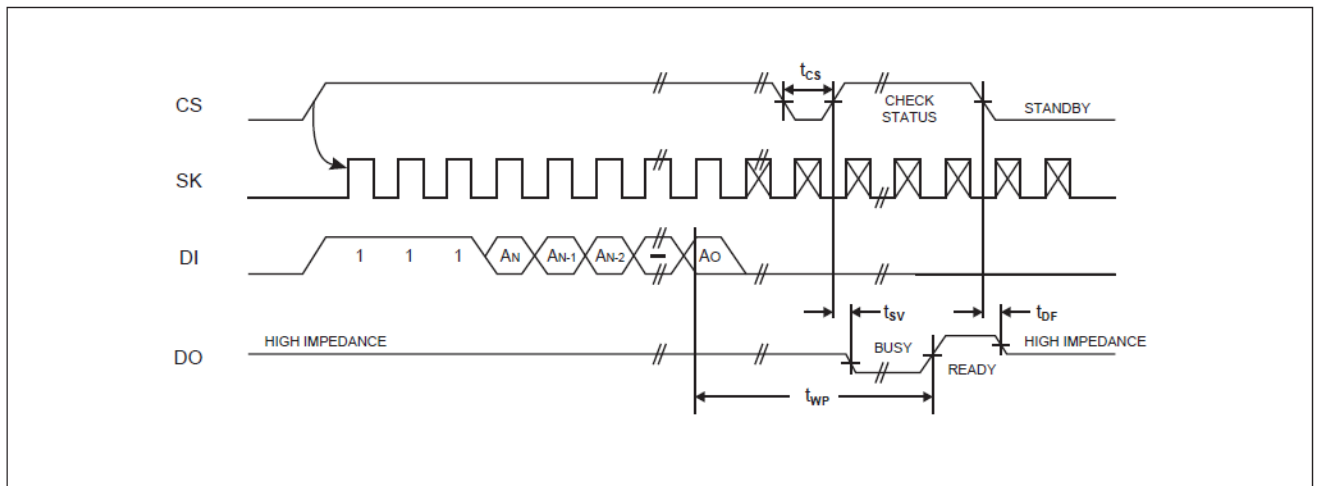 tCS
CS
CHECK
STATUS
STANDBY
SK
DI
1 1 1 AN AN-1 AN-2 – AO
tSV
tDF
DO
HIGH IMPEDANCE
BUSY
READY
HIGH IMPEDANCE
tWP